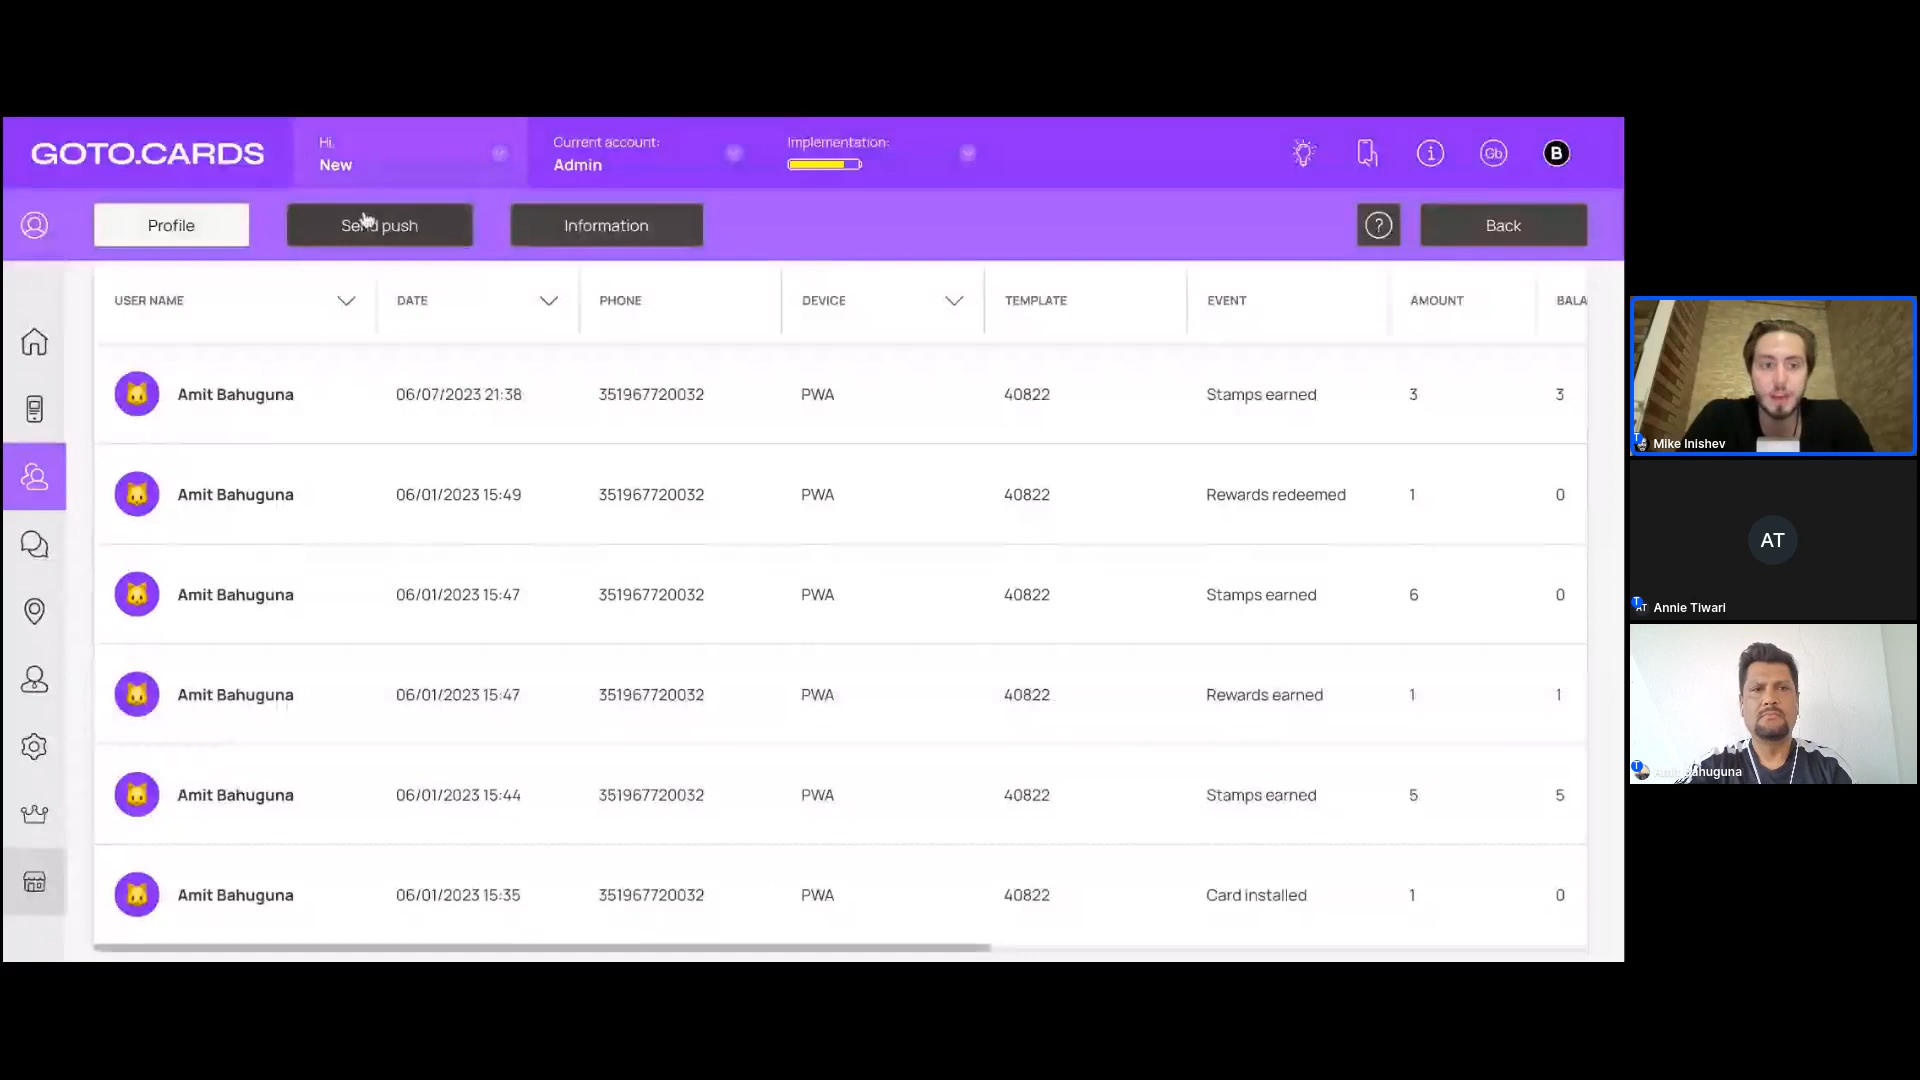 GOTO.CARDS
Hi,
New
Current account:
Admin
Implementation:
Gb
B
Profile
Send push
Information
?
Back
USER NAME DATE PHONE DEVICE TEMPLATE EVENT AMOUNT BALA
Amit Bahuguna 06/07/2023 21:38 351967720032 PWA 40822 Stamps earned 3 3
Amit Bahuguna 06/01/2023 15:49 351967720032 PWA 40822 Rewards redeemed 1 0
Amit Bahuguna 06/01/2023 15:47 351967720032 PWA 40822 Stamps earned 6 0
Amit Bahuguna 06/01/2023 15:47 351967720032 PWA 40822 Rewards earned 1 1
Amit Bahuguna 06/01/2023 15:44 351967720032 PWA 40822 Stamps earned 5 5
Amit Bahuguna 06/01/2023 15:35 351967720032 PWA 40822 Card installed 1 0
T
Mike Inishev
AT
T
AT
Annie Tiwari
T
Amit Bahuguna